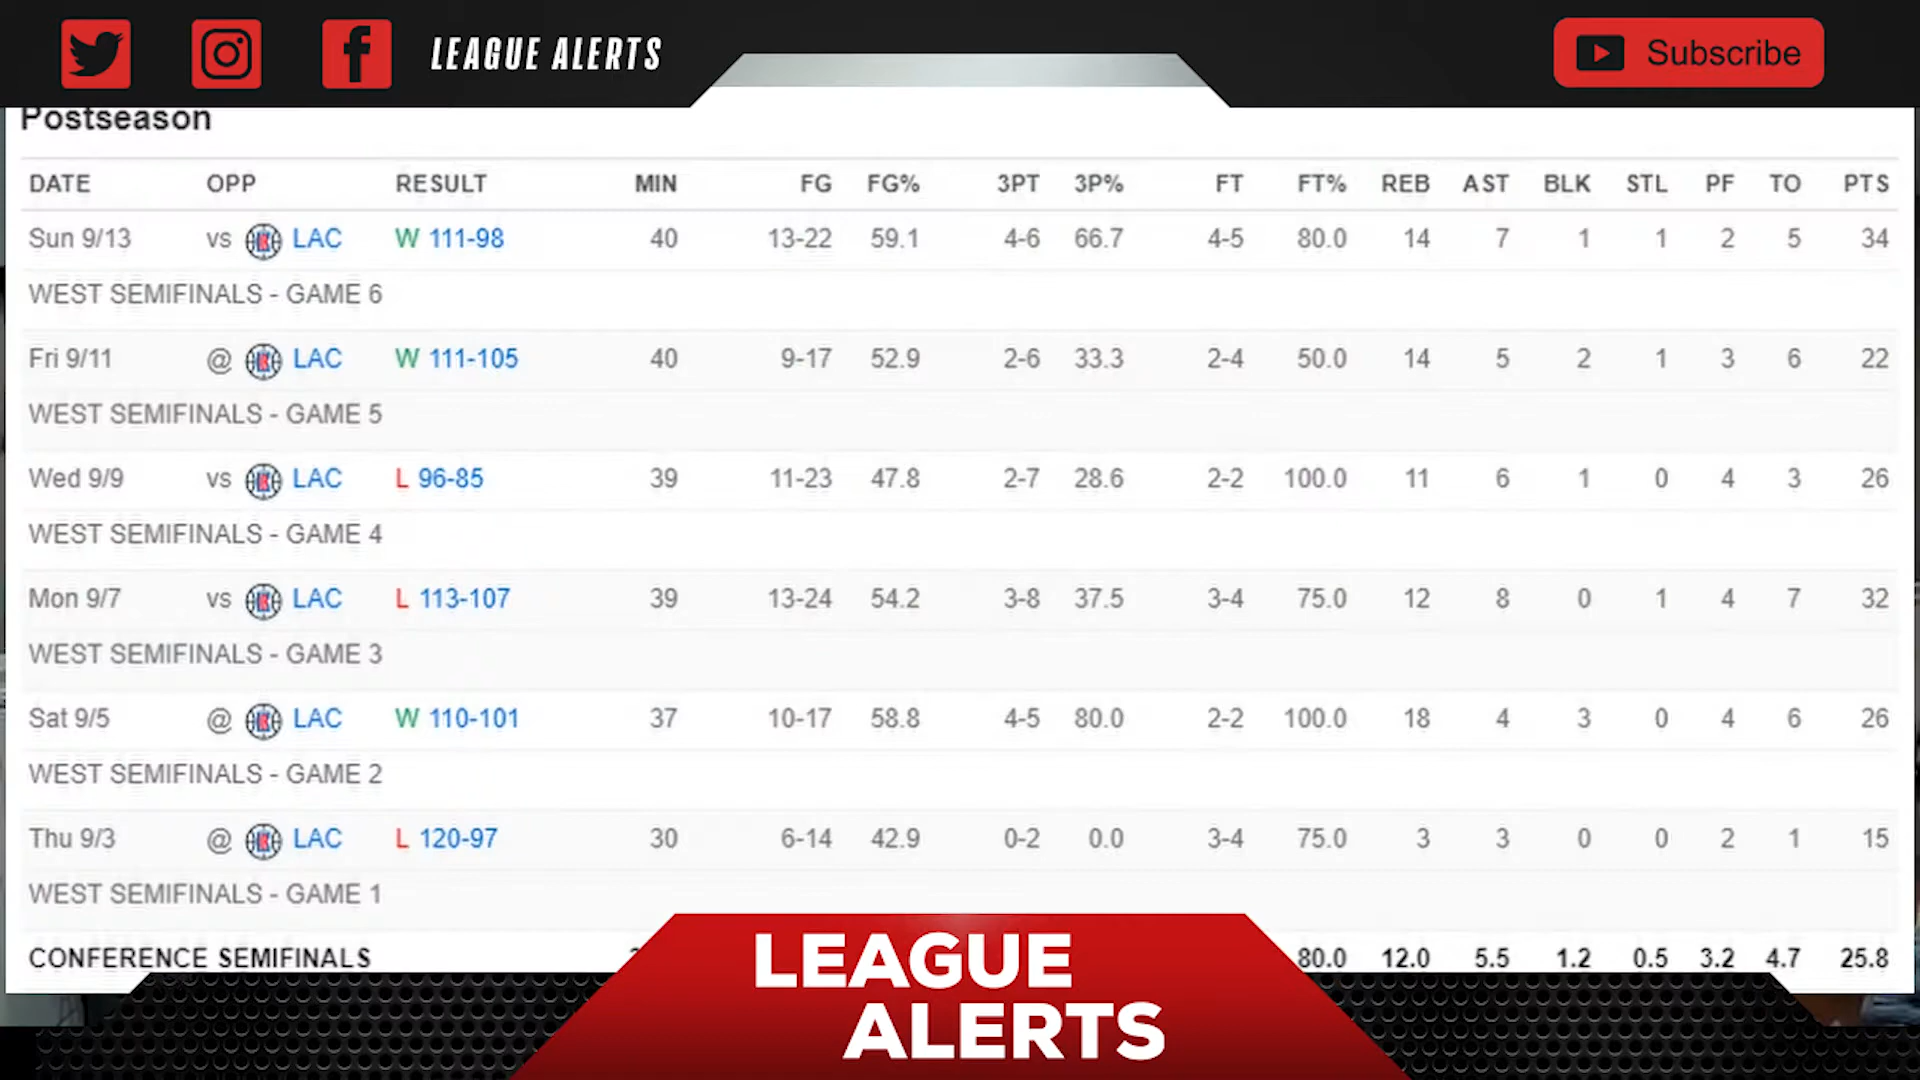 LEAGUE ALERTS
Subscribe
Postseason
DATE OPP RESULT MIN FG FG% 3PT 3P% FT FT% REB AST BLK STL PF TO PTS
Sun 9/13 vs LAC W 111-98 40 13-22 59.1 4-6 66.7 4-5 80.0 14 7 1 1 2 5 34
WEST SEMIFINALS - GAME 6
Fri 9/11 @ LAC W 111-105 40 9-17 52.9 2-6 33.3 2-4 50.0 14 5 2 1 3 6 22
WEST SEMIFINALS - GAME 5
Wed 9/9 vs LAC L 96-85 39 11-23 47.8 2-7 28.6 2-2 100.0 11 6 1 0 4 3 26
WEST SEMIFINALS - GAME 4
Mon 9/7 vs LAC L 113-107 39 13-24 54.2 3-8 37.5 3-4 75.0 12 8 0 1 4 7 32
WEST SEMIFINALS - GAME 3
Sat 9/5 @ LAC W 110-101 37 10-17 58.8 4-5 80.0 2-2 100.0 18 4 3 0 4 6 26
WEST SEMIFINALS - GAME 2
Thu 9/3 @ LAC L 120-97 30 6-14 42.9 0-2 0.0 3-4 75.0 3 3 0 0 2 1 15
WEST SEMIFINALS - GAME 1
CONFERENCE SEMIFINALS 80.0 12.0 5.5 1.2 0.5 3.2 4.7 25.8
LEAGUE
ALERTS